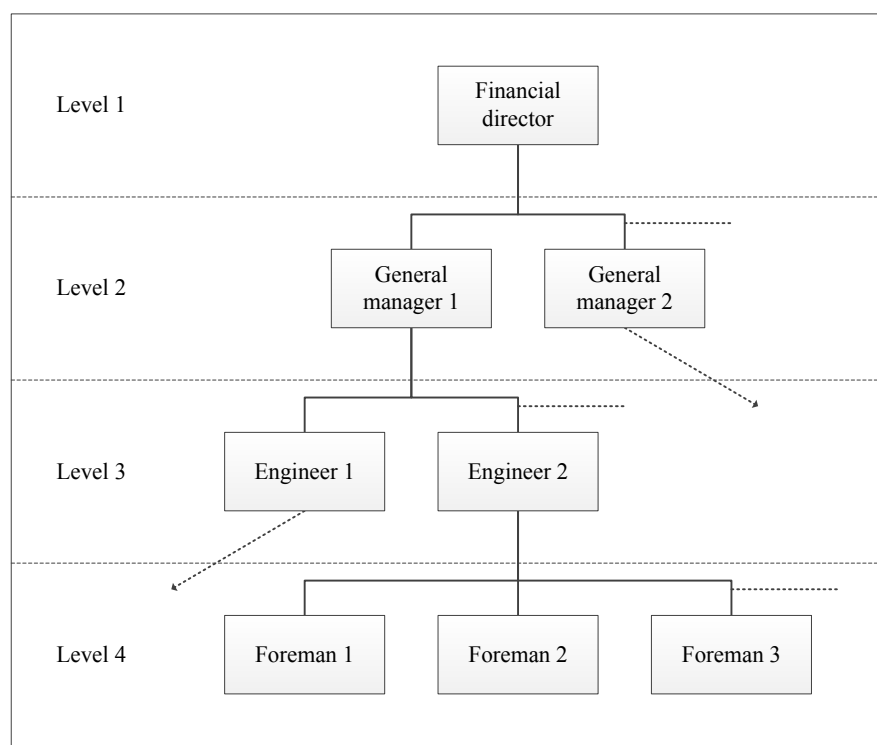 Level 1
Financial
director
Level 2
General
manager 1
General
manager 2
Level 3
Engineer 1
Engineer 2
Level 4
Foreman 1
Foreman 2
Foreman 3